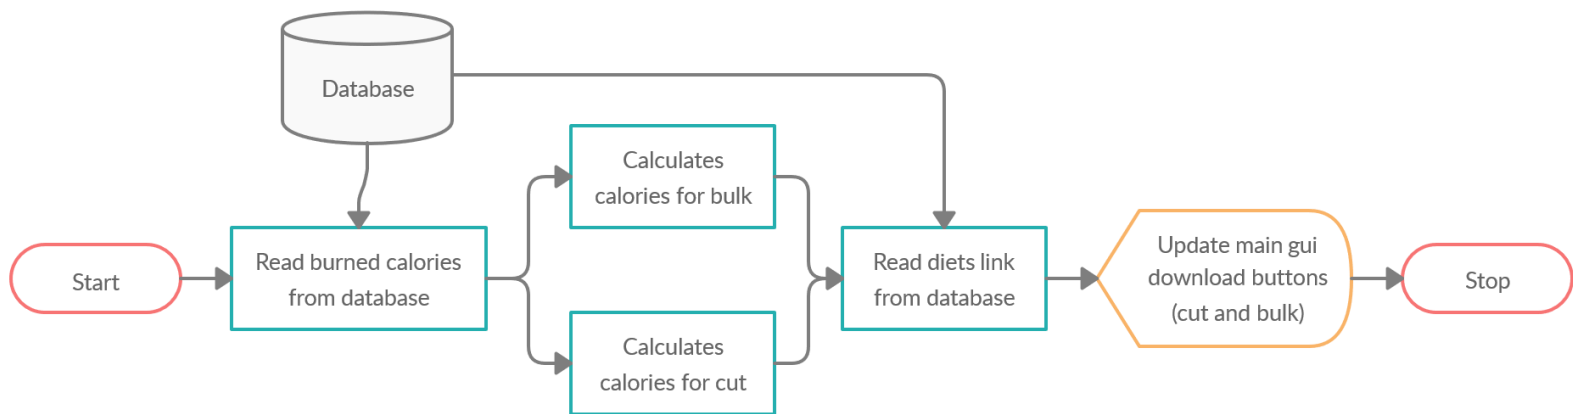 Database
Calculates
calories for bulk
Start
Read burned calories
from database
Read diets link
from database
Update main gui
download buttons
(cut and bulk)
Stop
Calculates
calories for cut